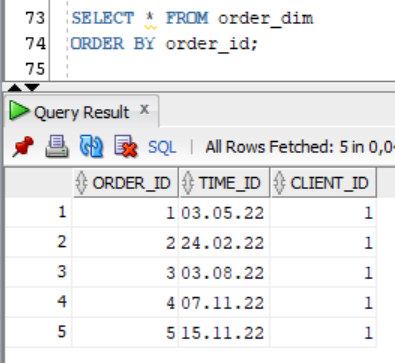 73 SELECT * FROM order_dim
74 ORDER BY order_id;
75
Query Result x
SQL | All Rows Fetched: 5 in 0,0
ORDER_ID TIME_ID CLIENT_ID
1 1 03.05.22 1
2 2 24.02.22 1
3 3 03.08.22 1
4 4 07.11.22 1
5 5 15.11.22 1